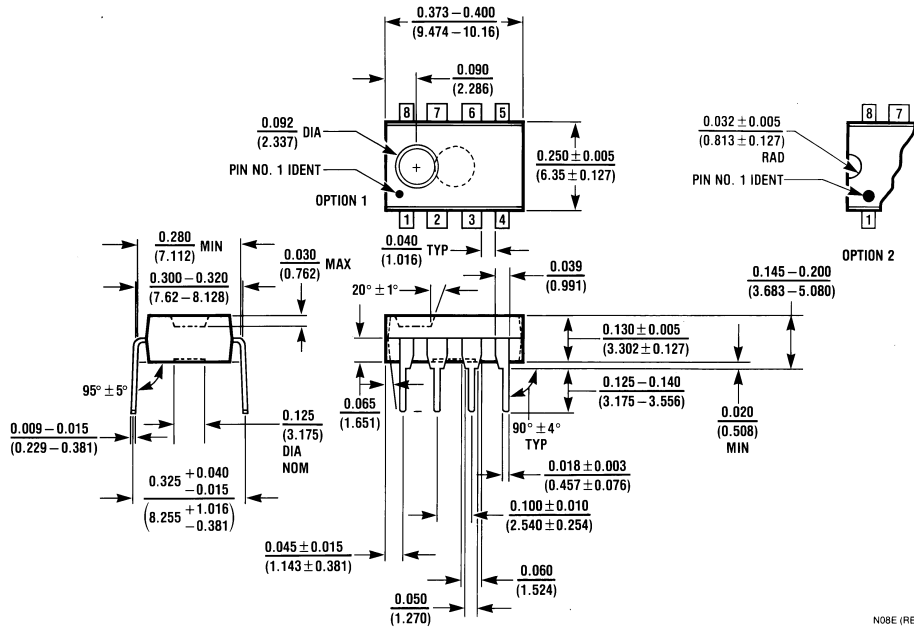 0.373 – 0.400
(9.474 – 10.16)
0.090
(2.286)
8 7 6 5
0.092
(2.337)
DIA
PIN NO. 1 IDENT
OPTION 1
1 2 3 4
0.250 ± 0.005
(6.35 ± 0.127)
8 7
0.032 ± 0.005
(0.813 ± 0.127)
RAD
PIN NO. 1 IDENT
1
OPTION 2
0.280
(7.112)
MIN
0.300 – 0.320
(7.62 – 8.128)
0.030
(0.762)
MAX
0.040
(1.016)
TYP
0.039
(0.991)
20° ± 1°
0.145 – 0.200
(3.683 – 5.080)
0.130 ± 0.005
(3.302 ± 0.127)
0.125 – 0.140
(3.175 – 3.556)
0.020
(0.508)
MIN
95° ± 5°
0.009 – 0.015
(0.229 – 0.381)
0.125
(3.175)
DIA
NOM
0.065
(1.651)
90° ± 4°
TYP
0.018 ± 0.003
(0.457 ± 0.076)
0.325 +0.040 −0.015
(8.255 +1.016 −0.381)
0.100 ± 0.010
(2.540 ± 0.254)
0.045 ± 0.015
(1.143 ± 0.381)
0.060
(1.524)
0.050
(1.270)
N08E (RE